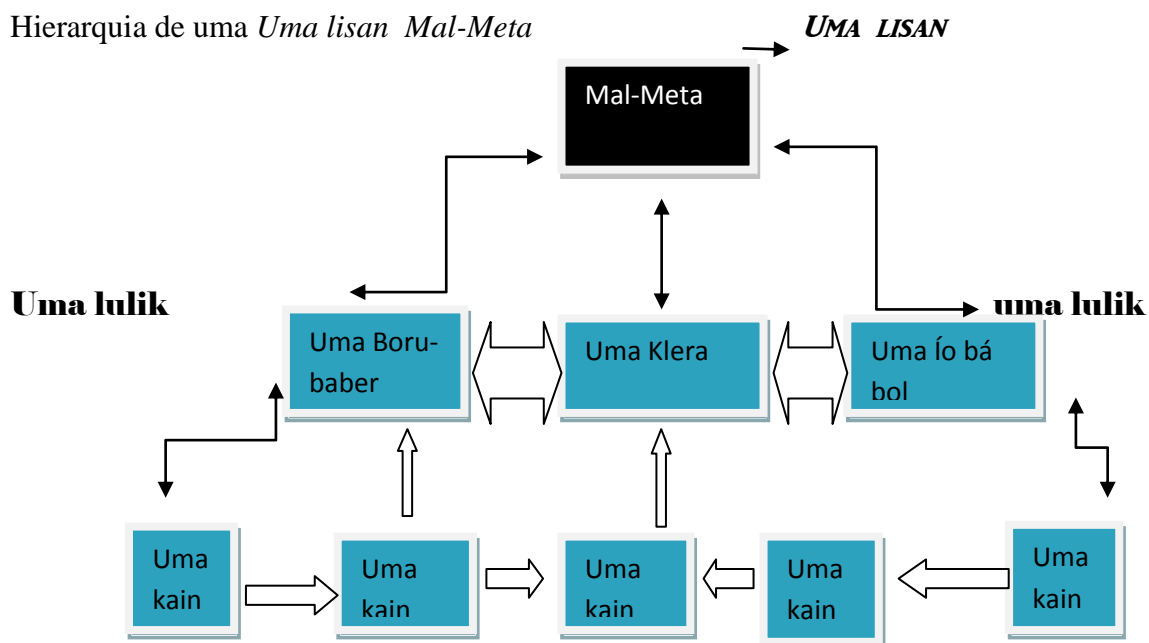 Hierarquia de uma Uma lisan Mal-Meta
UMA LISAN
Mal-Meta
Uma lulik
uma lulik
Uma Boru-
baber
Uma Klera
Uma Ío bá
bol
Uma
kain
Uma
kain
Uma
kain
Uma
kain
Uma
kain